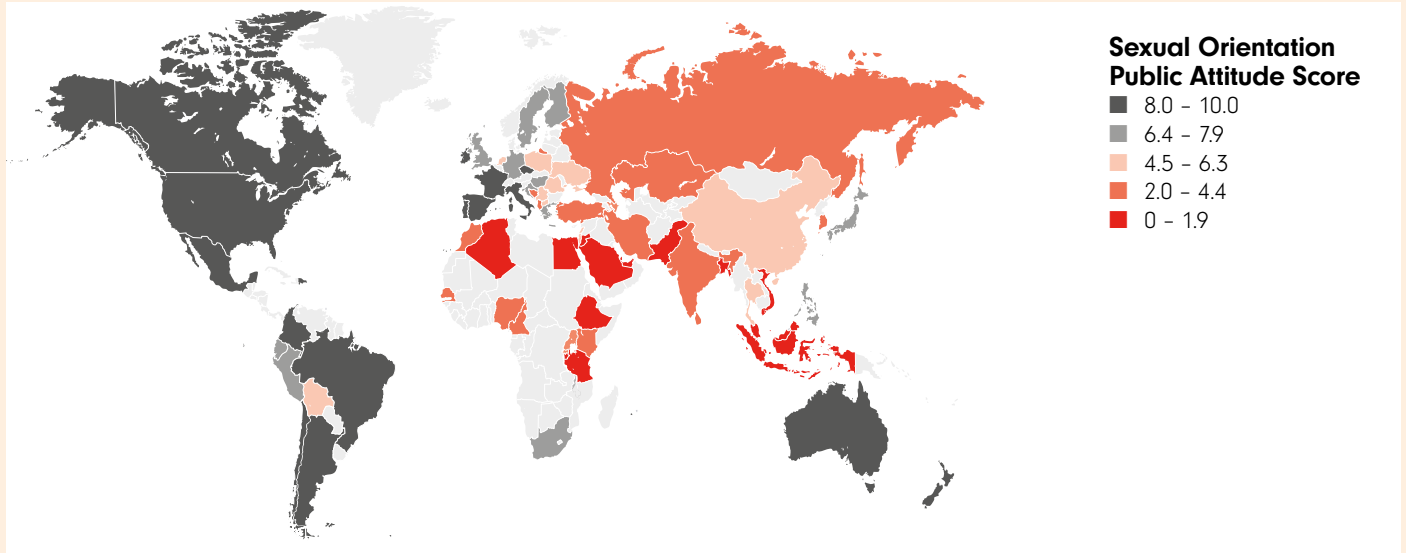 Sexual Orientation
Public Attitude Score
8.0 – 10.0
6.4 – 7.9
4.5 – 6.3
2.0 – 4.4
0 – 1.9